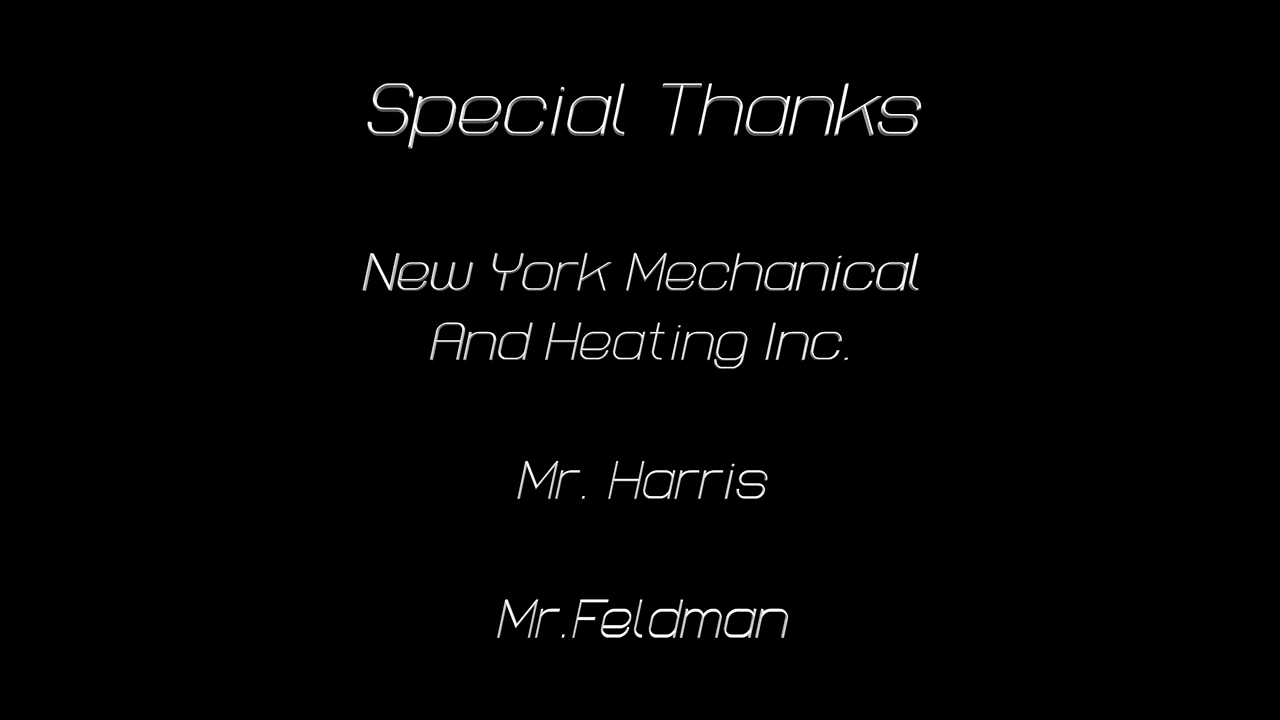 Special Thanks
New York Mechanical
And Heating Inc.
Mr. Harris
Mr.Feldman